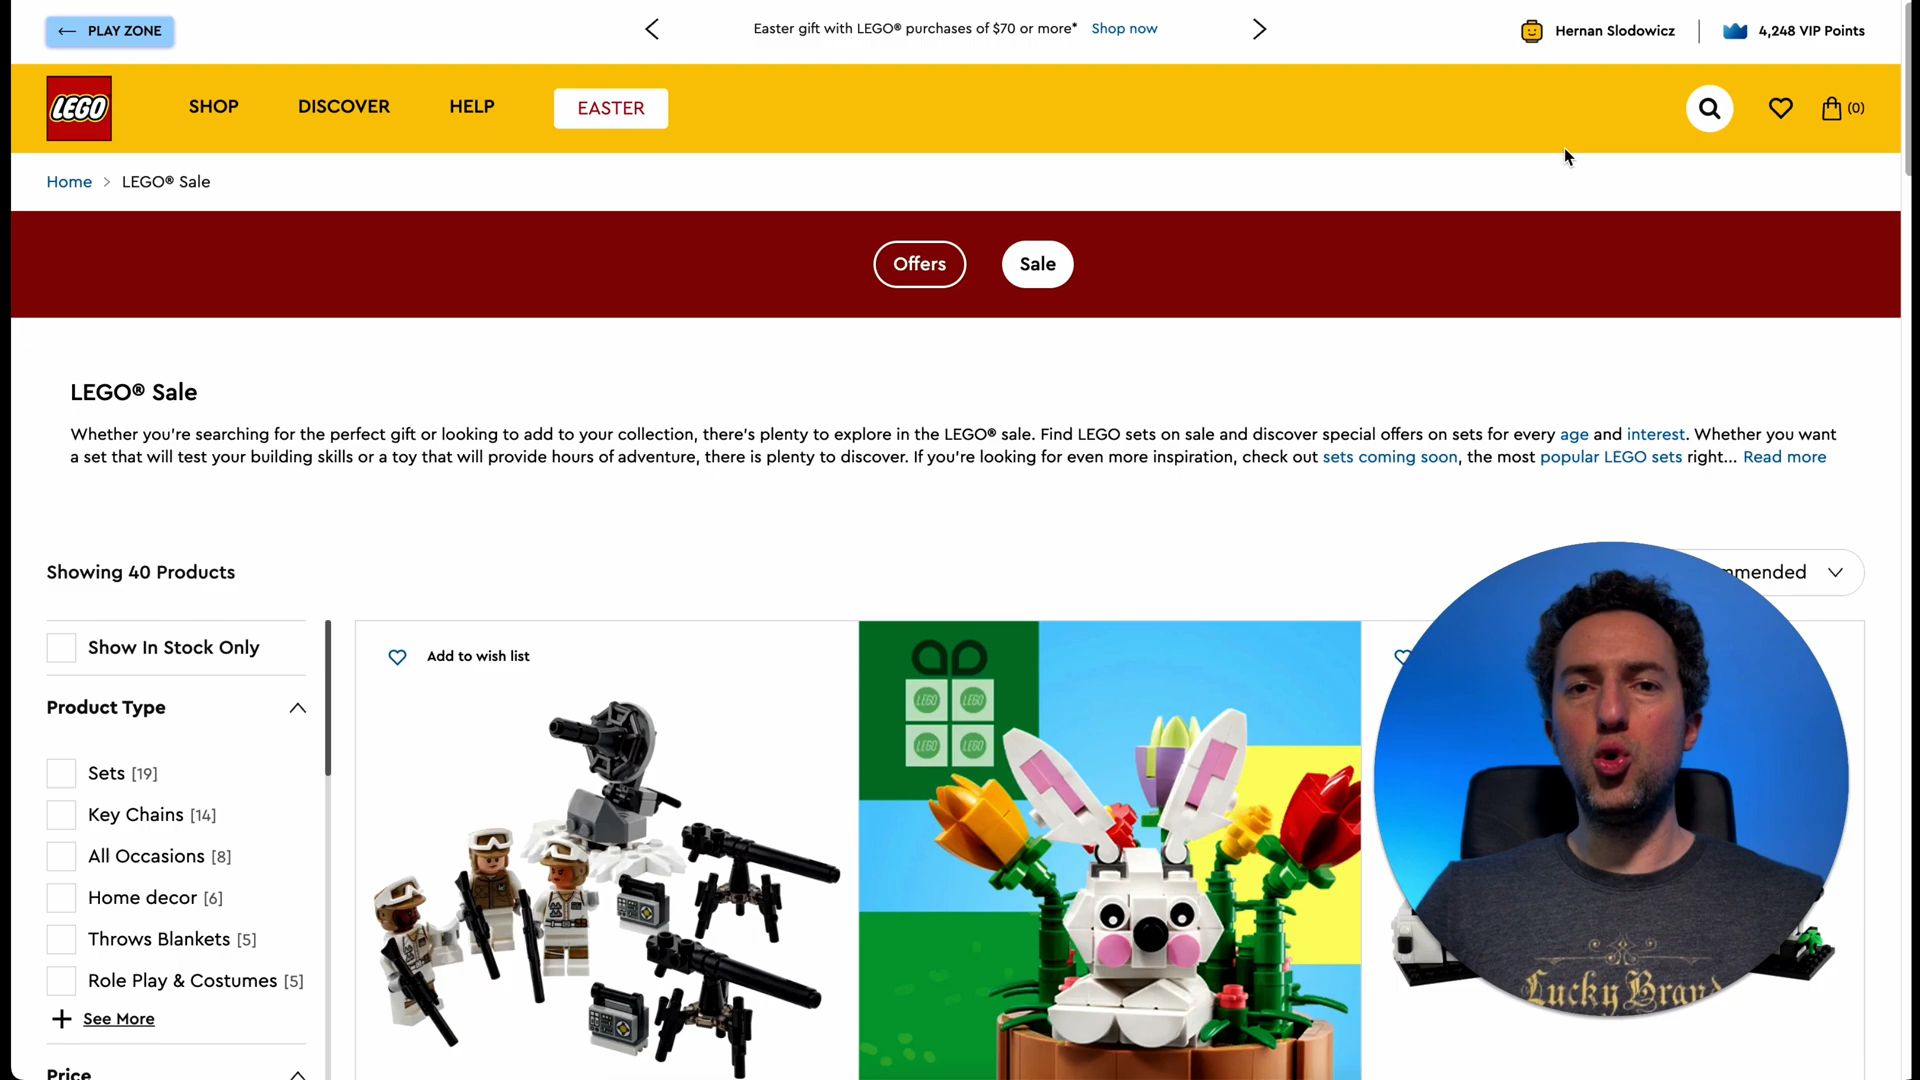 PLAY ZONE
Easter gift with LEGO® purchases of $70 or more* Shop now
Hernan Slodowicz
4,248 VIP Points
LEGO
SHOP
DISCOVER
HELP
EASTER
(0)
Home > LEGO® Sale
Offers
Sale
LEGO® Sale
Whether you're searching for the perfect gift or looking to add to your collection, there's plenty to explore in the LEGO® sale. Find LEGO sets on sale and discover special offers on sets for every age and interest. Whether you want
a set that will test your building skills or a toy that will provide hours of adventure, there is plenty to discover. If you're looking for even more inspiration, check out sets coming soon, the most popular LEGO sets right... Read more
Showing 40 Products
mmended
Show In Stock Only
Add to wish list
Product Type
Sets [19]
Key Chains [14]
All Occasions [8]
Home decor [6]
Throws Blankets [5]
Role Play & Costumes [5]
+ See More
Price
LEGO LEGO
LEGO LEGO
Lucky Brand